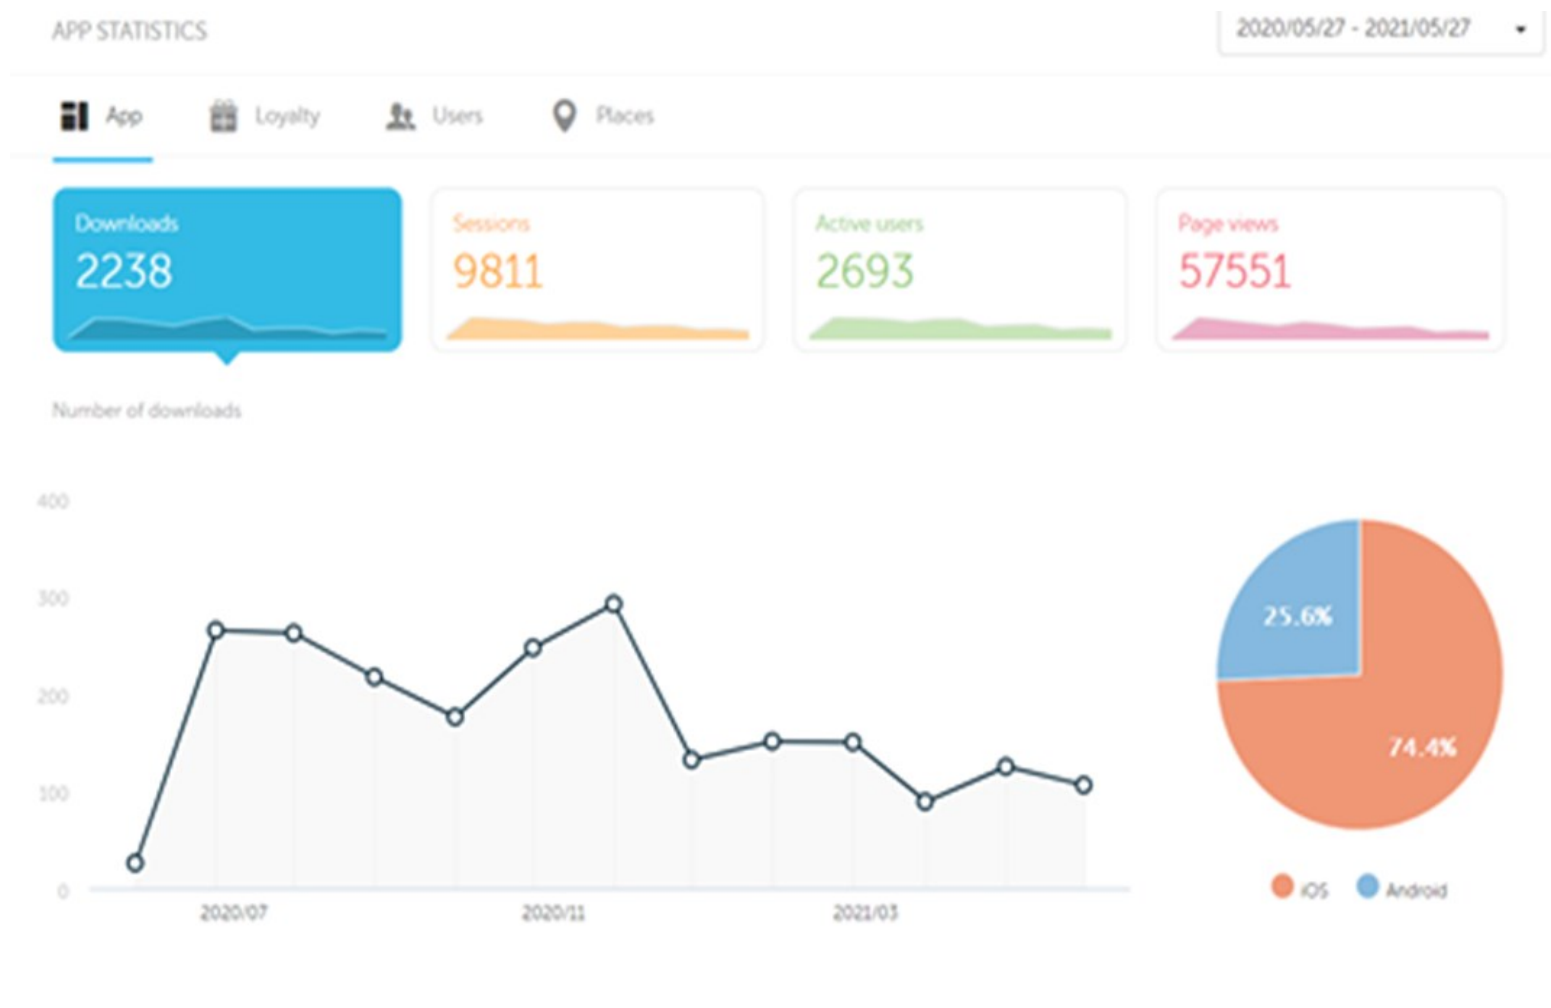 APP STATISTICS
2020/05/27 - 2021/05/27
App
Loyalty
Users
Places
Downloads
2238
Sessions
9811
Active users
2693
Page views
57551
Number of downloads
400
300
200
100
0
2020/07
2020/11
2021/03
25.6%
74.4%
iOS
Android